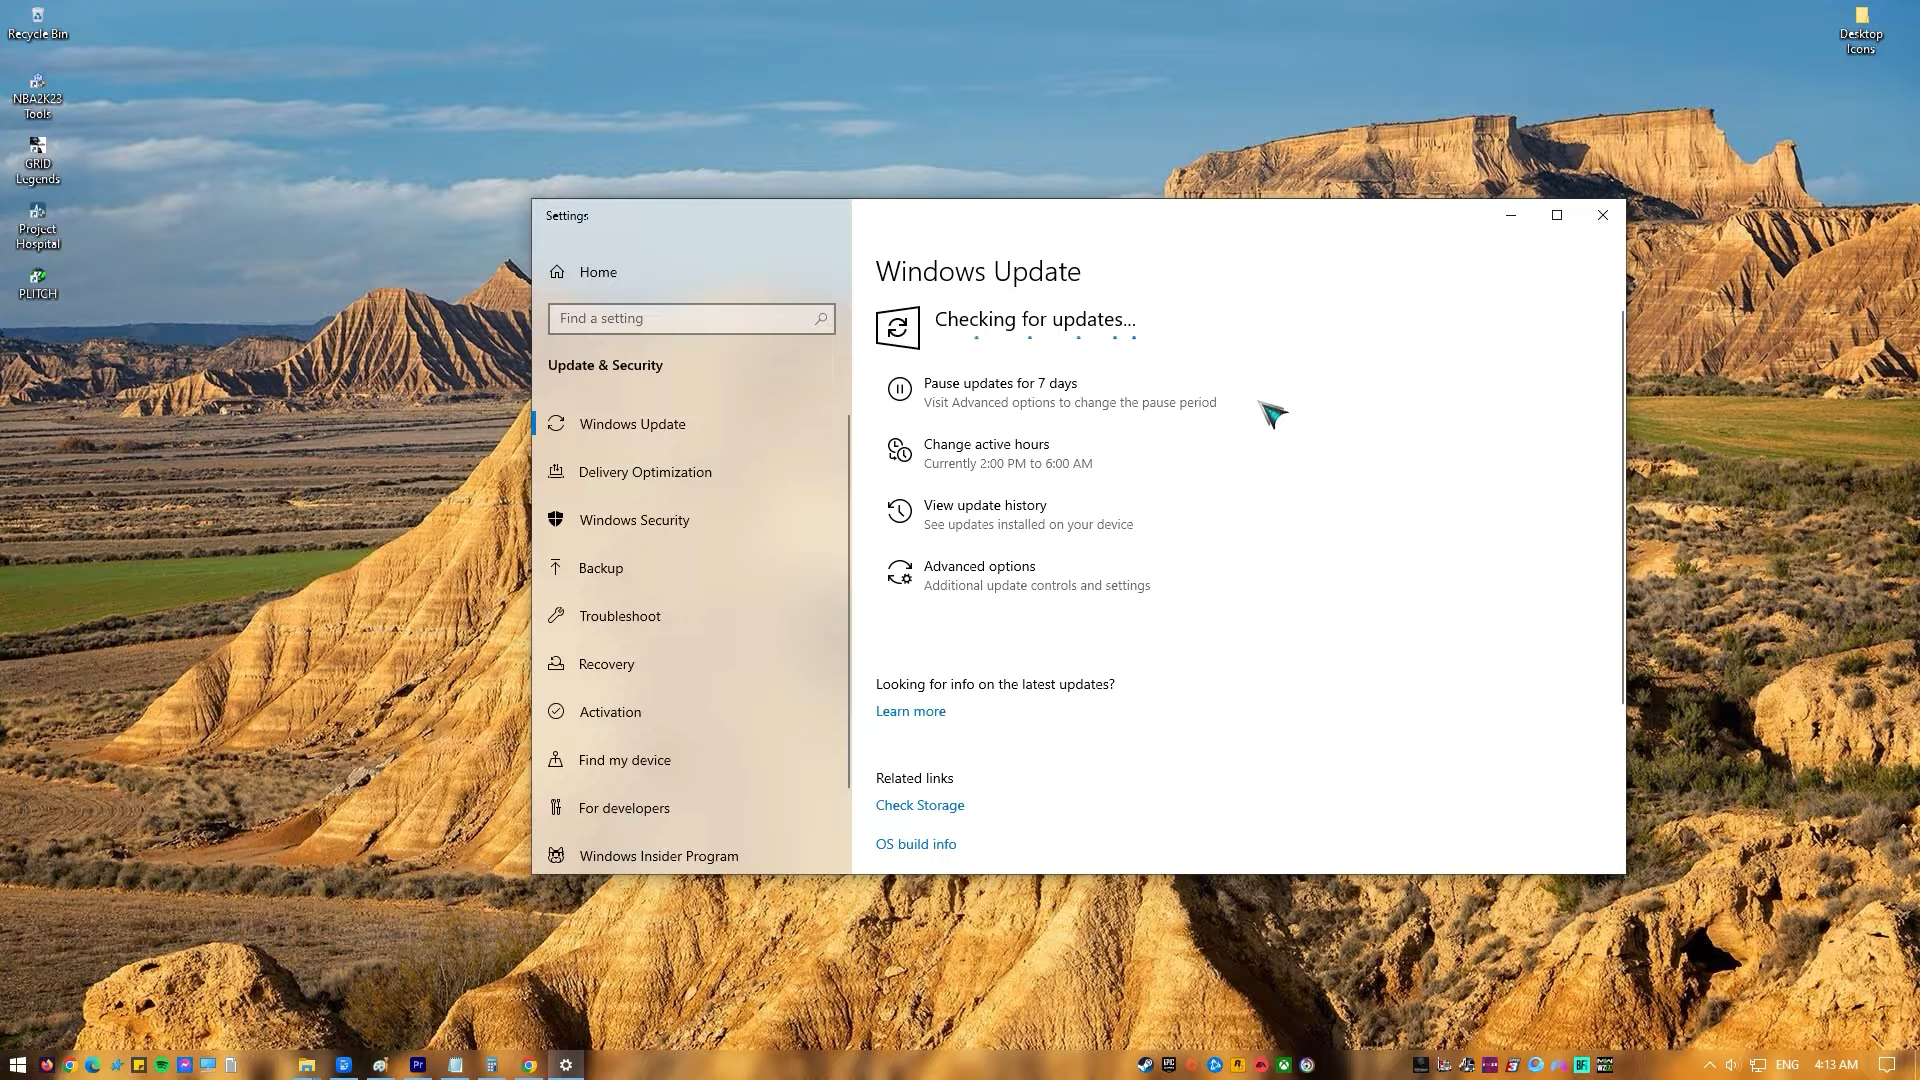 Recycle Bin
NBA2K23
Tools
GRID
Legends
Project
Hospital
PLITCH
Desktop
Icons
Settings
Home
Find a setting
Update & Security
Windows Update
Delivery Optimization
Windows Security
Backup
Troubleshoot
Recovery
Activation
Find my device
For developers
Windows Insider Program
Windows Update
Checking for updates...
Pause updates for 7 days
Visit Advanced options to change the pause period
Change active hours
Currently 2:00 PM to 6:00 AM
View update history
See updates installed on your device
Advanced options
Additional update controls and settings
Looking for info on the latest updates?
Learn more
Related links
Check Storage
OS build info
Pr
EPIC
BF
ENG
4:13 AM